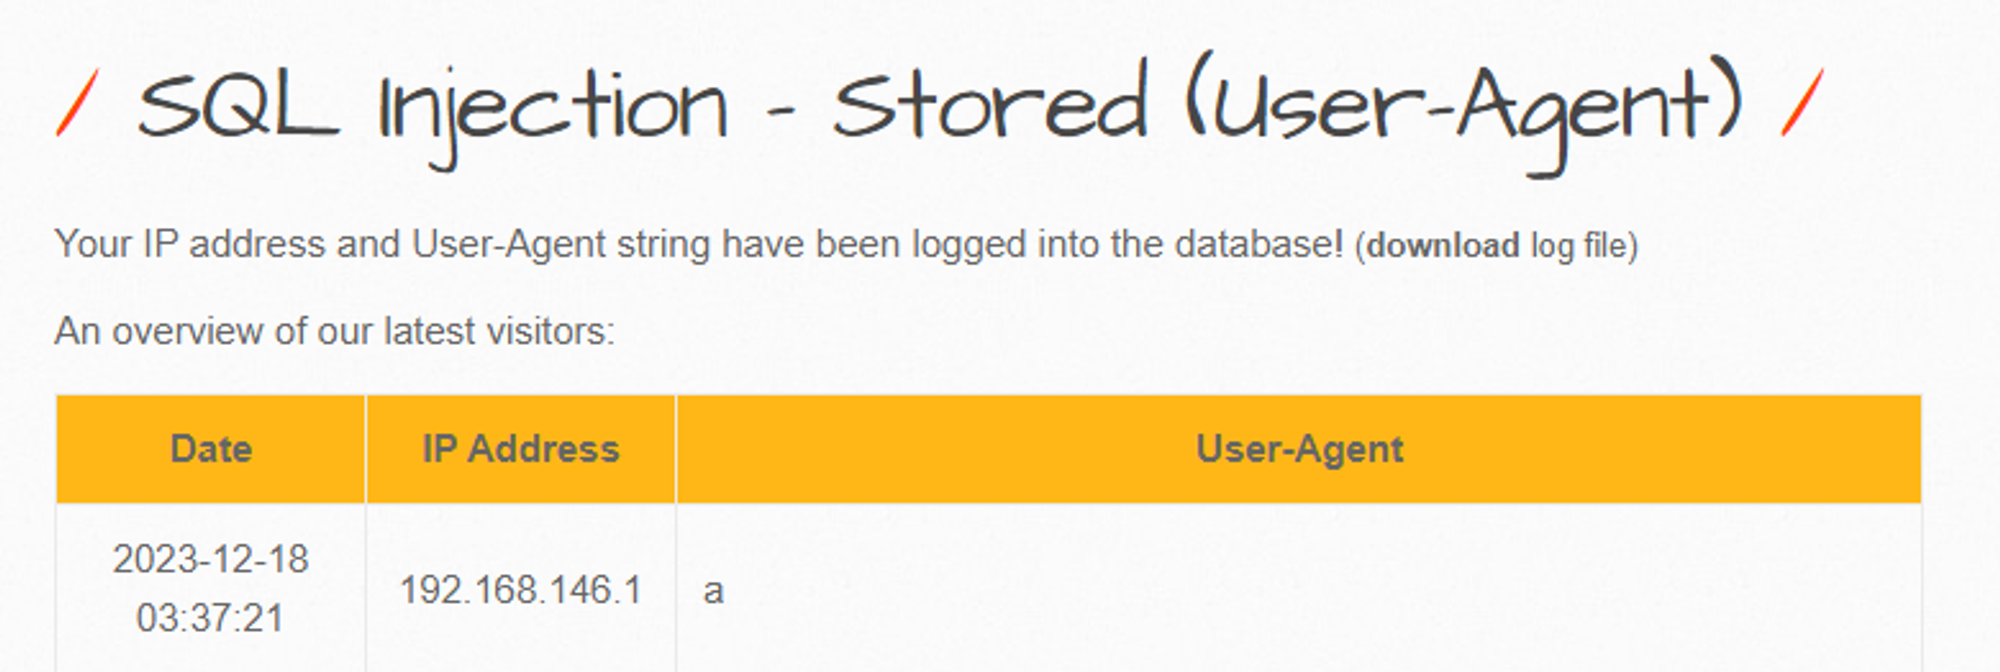 / SQL Injection - Stored (User-Agent) /
Your IP address and User-Agent string have been logged into the database! (download log file)
An overview of our latest visitors:
Date IP Address User-Agent
2023-12-18
03:37:21
192.168.146.1
a